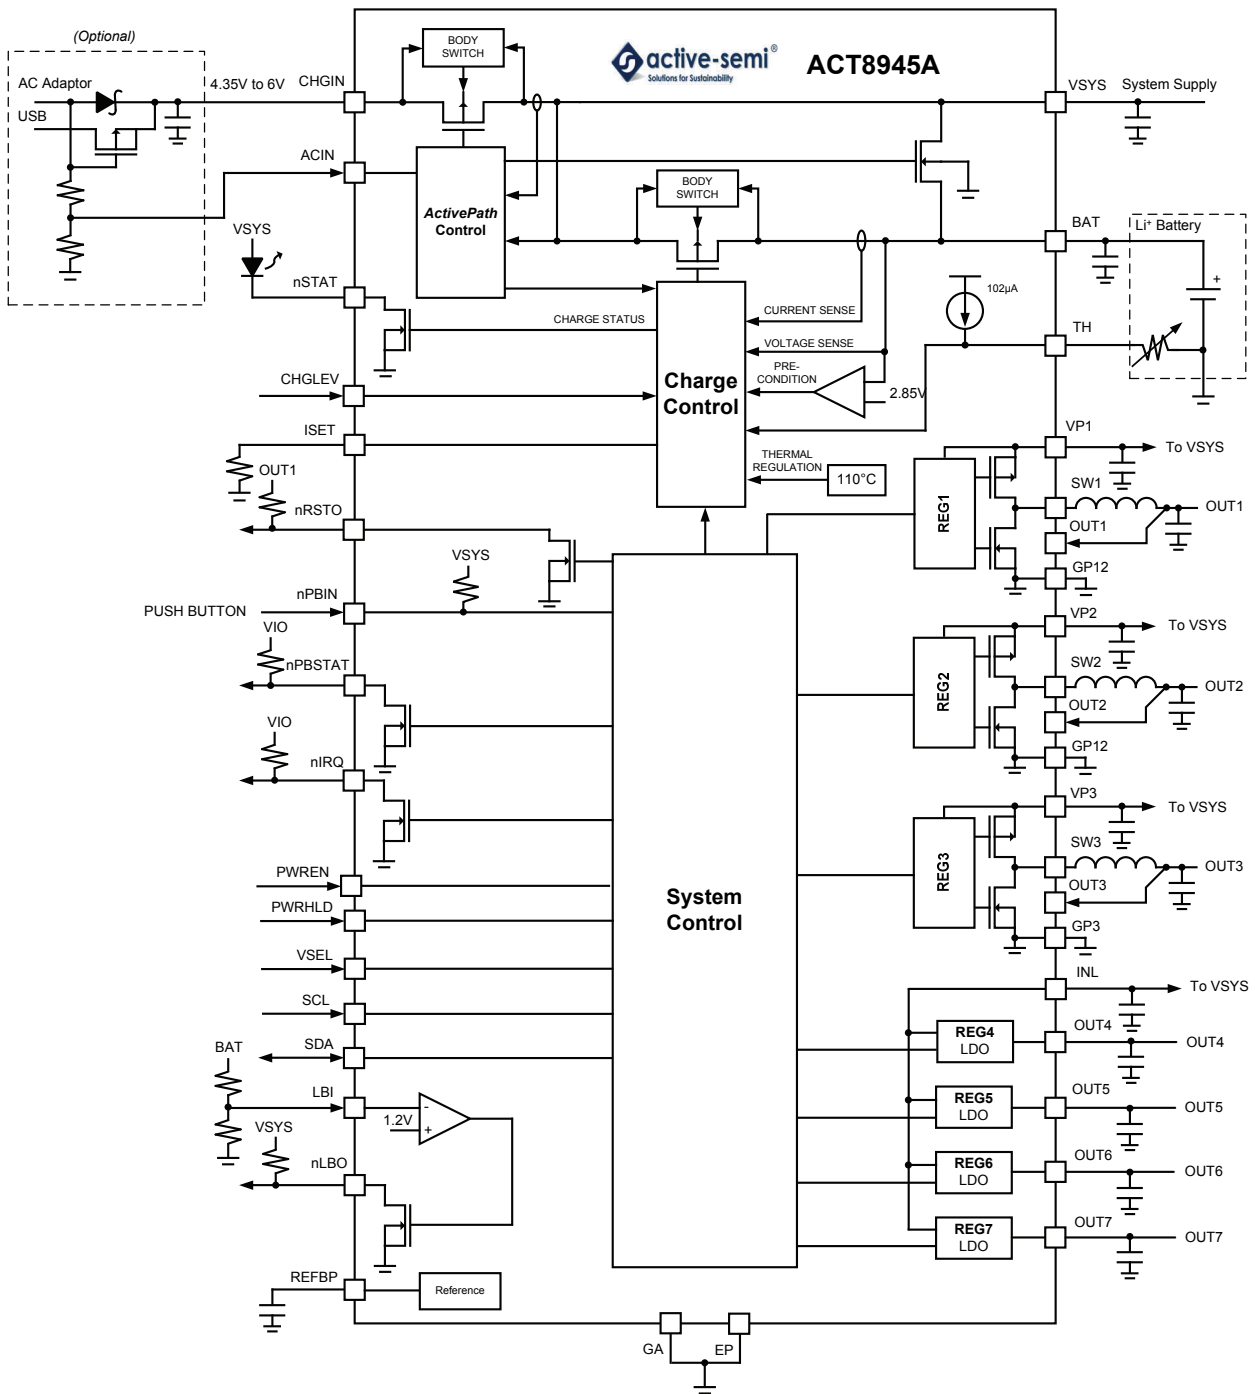 (Optional)
AC Adaptor
USB
4.35V to 6V
CHGIN
BODY
SWITCH
active-semi®
Solutions for Sustainability
ACT8945A
VSYS
System Supply
ACIN
ActivePath
Control
BODY
SWITCH
BAT
Li+ Battery
+
VSYS
nSTAT
CHARGE STATUS
CURRENT SENSE
102µA
VOLTAGE SENSE
TH
PRE-
CONDITION
2.85V
Charge
Control
CHGLEV
ISET
THERMAL
REGULATION
110°C
OUT1
nRSTO
VP1
To VSYS
REG1
SW1
OUT1
OUT1
GP12
VSYS
nPBIN
PUSH BUTTON
VIO
nPBSTAT
VP2
To VSYS
REG2
SW2
OUT2
OUT2
GP12
VIO
nIRQ
VP3
To VSYS
REG3
SW3
OUT3
OUT3
GP3
System
Control
PWREN
PWRHLD
VSEL
SCL
SDA
INL
To VSYS
REG4
LDO
OUT4
OUT4
BAT
LBI
-
1.2V
+
REG5
LDO
OUT5
OUT5
VSYS
nLBO
REG6
LDO
OUT6
OUT6
REG7
LDO
OUT7
OUT7
REFBP
Reference
GA
EP